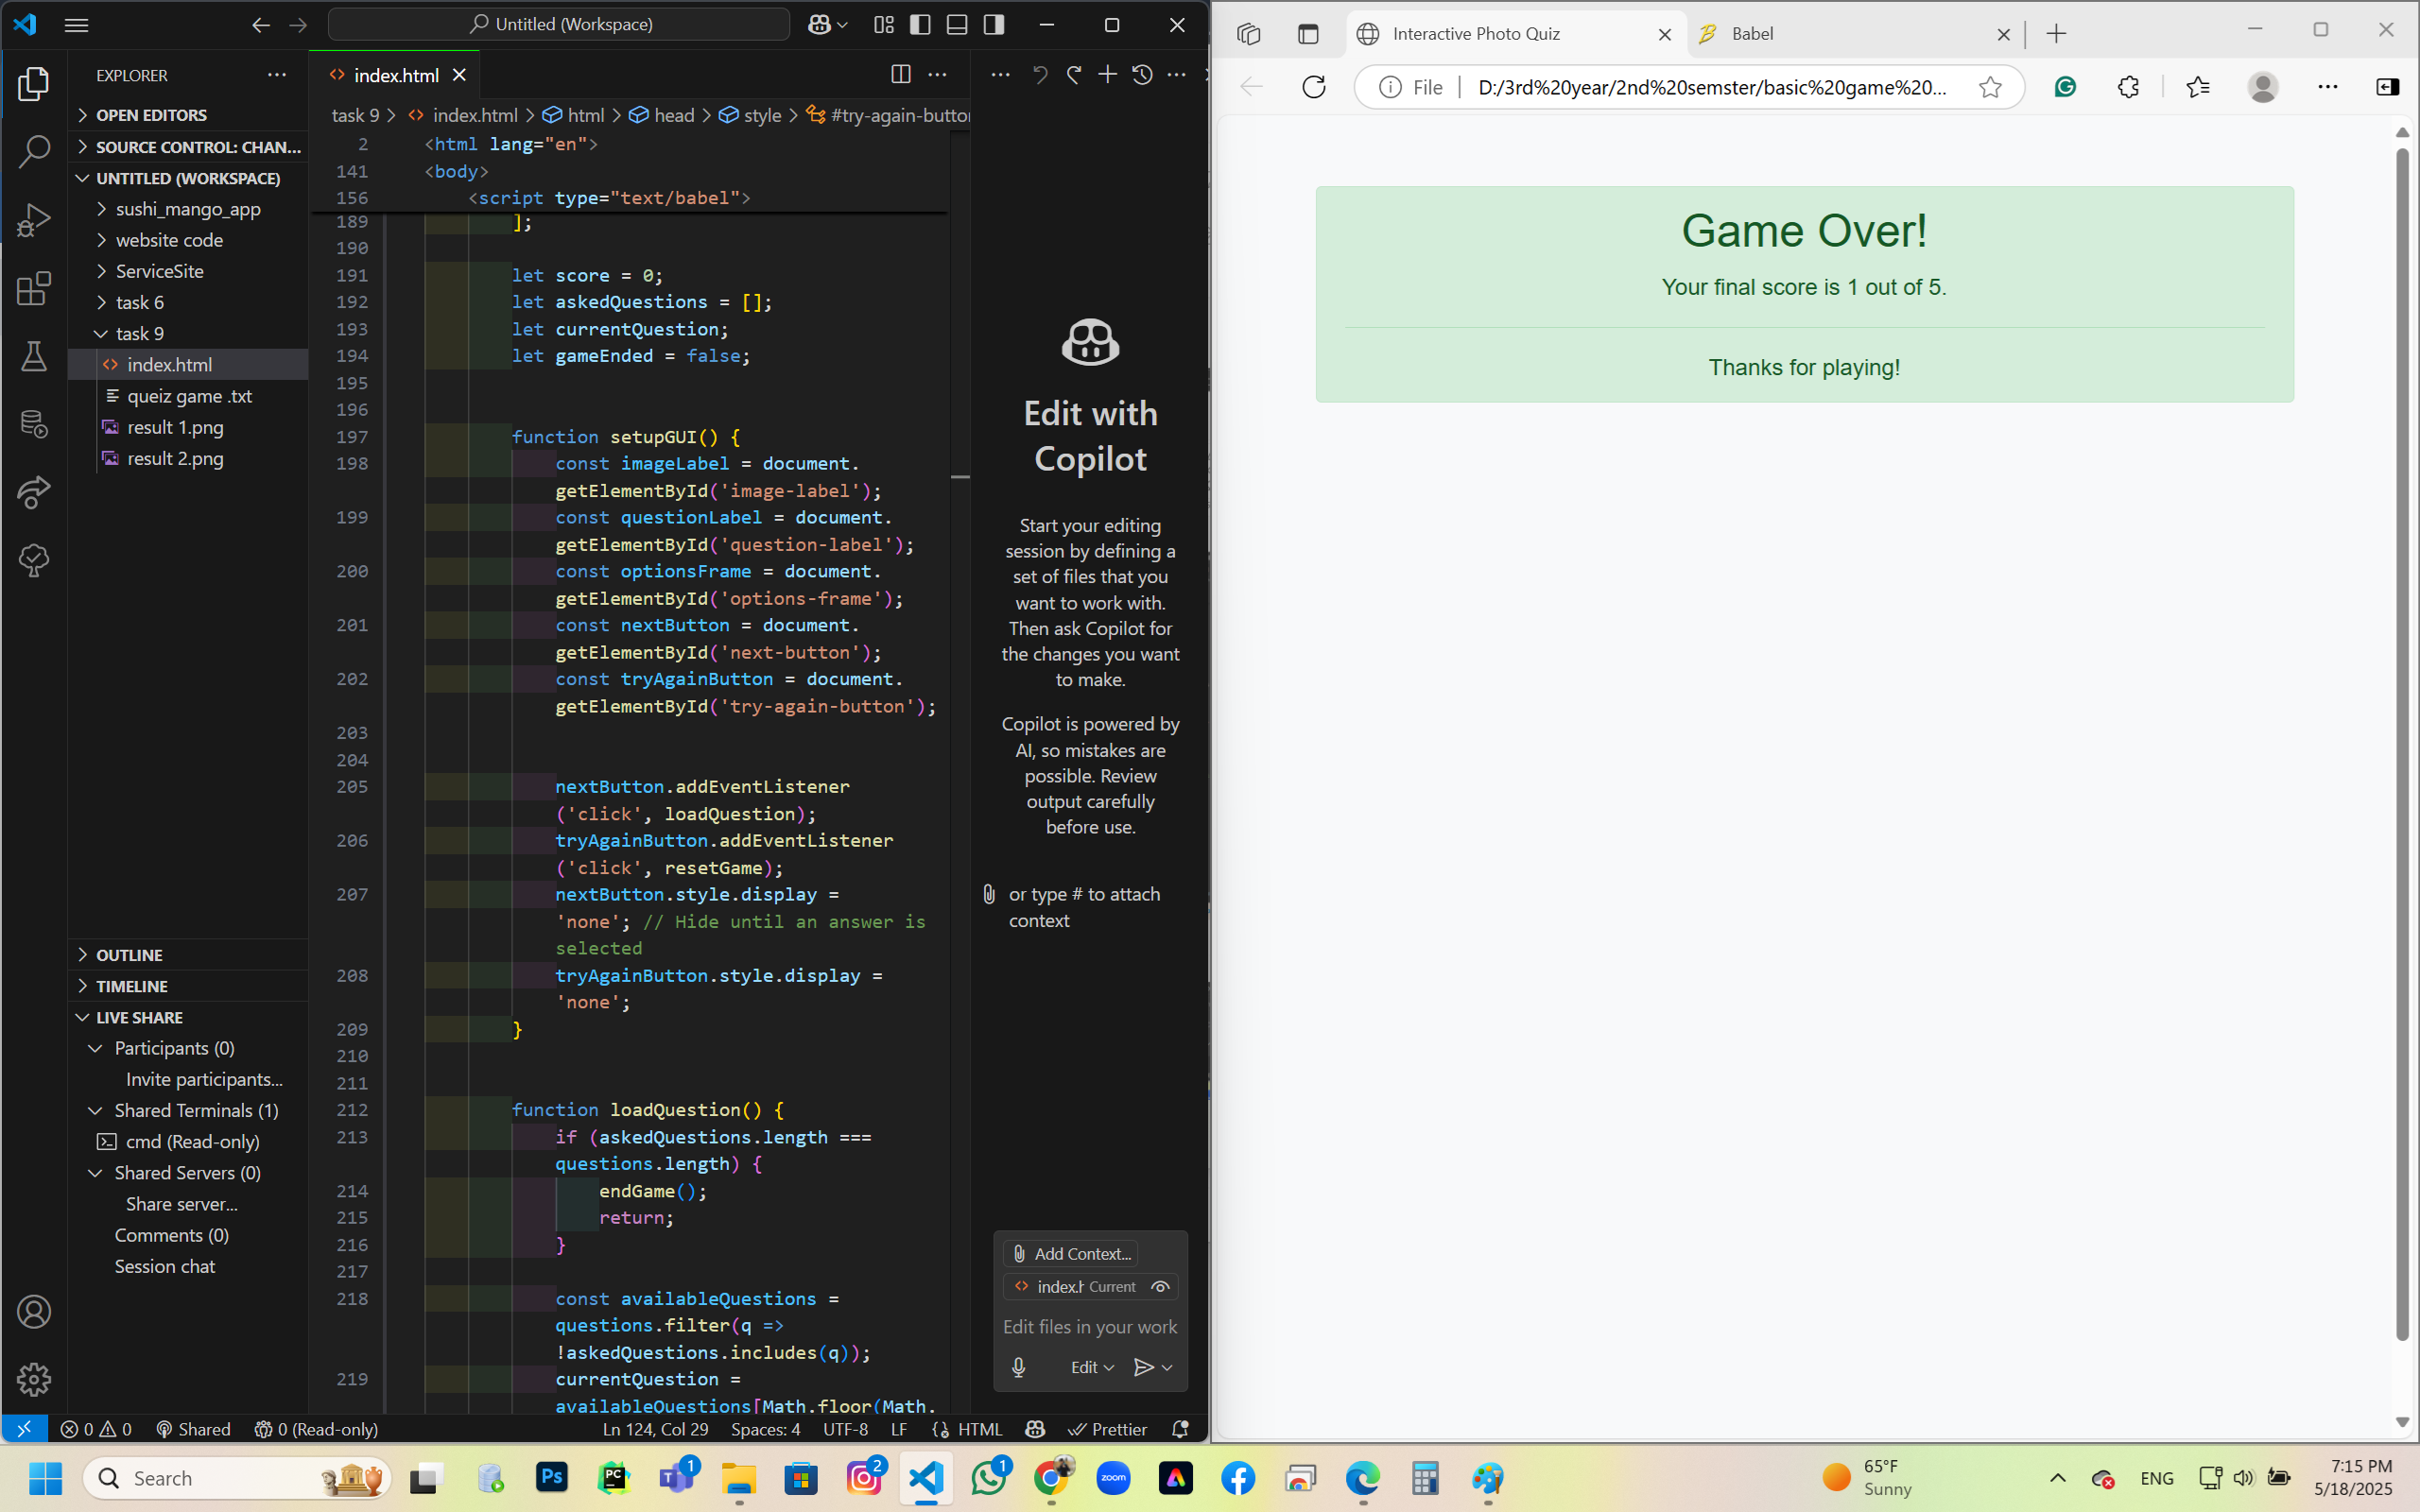 Untitled (Workspace)
EXPLORER
OPEN EDITORS
SOURCE CONTROL: CHAN...
UNTITLED (WORKSPACE)
sushi_mango_app
website code
ServiceSite
task 6
task 9
index.html
queiz game .txt
result 1.png
result 2.png
OUTLINE
TIMELINE
LIVE SHARE
Participants (0)
Invite participants...
Shared Terminals (1)
cmd (Read-only)
Shared Servers (0)
Share server...
Comments (0)
Session chat
index.html
task 9 > index.html > html > head > style > #try-again-butto
2 <html lang="en">
141 <body>
156 <script type="text/babel">
189 ];
190
191 let score = 0;
192 let askedQuestions = [];
193 let currentQuestion;
194 let gameEnded = false;
195
196
197 function setupGUI() {
198 const imageLabel = document.
getElementById('image-label');
199 const questionLabel = document.
getElementById('question-label');
200 const optionsFrame = document.
getElementById('options-frame');
201 const nextButton = document.
getElementById('next-button');
202 const tryAgainButton = document.
getElementById('try-again-button');
203
204
205 nextButton.addEventListener
('click', loadQuestion);
206 tryAgainButton.addEventListener
('click', resetGame);
207 nextButton.style.display =
'none'; // Hide until an answer is
selected
208 tryAgainButton.style.display =
'none';
209 }
210
211
212 function loadQuestion() {
213 if (askedQuestions.length ===
questions.length) {
214 endGame();
215 return;
216 }
217
218 const availableQuestions =
questions.filter(q =>
!askedQuestions.includes(q));
219 currentQuestion =
availableQuestions[Math.floor(Math.
Edit with
Copilot
Start your editing
session by defining a
set of files that you
want to work with.
Then ask Copilot for
the changes you want
to make.
Copilot is powered by
AI, so mistakes are
possible. Review
output carefully
before use.
or type # to attach
context
Add Context...
index.h Current
Edit files in your work
Edit
0 0 Shared 0 (Read-only) Ln 124, Col 29 Spaces: 4 UTF-8 LF HTML Prettier
Interactive Photo Quiz
Babel
File D:/3rd%20year/2nd%20semster/basic%20game%20...
Game Over!
Your final score is 1 out of 5.
Thanks for playing!
Search
Ps
PC
T
1
2
1
zoom
65°F
Sunny
ENG
7:15 PM
5/18/2025